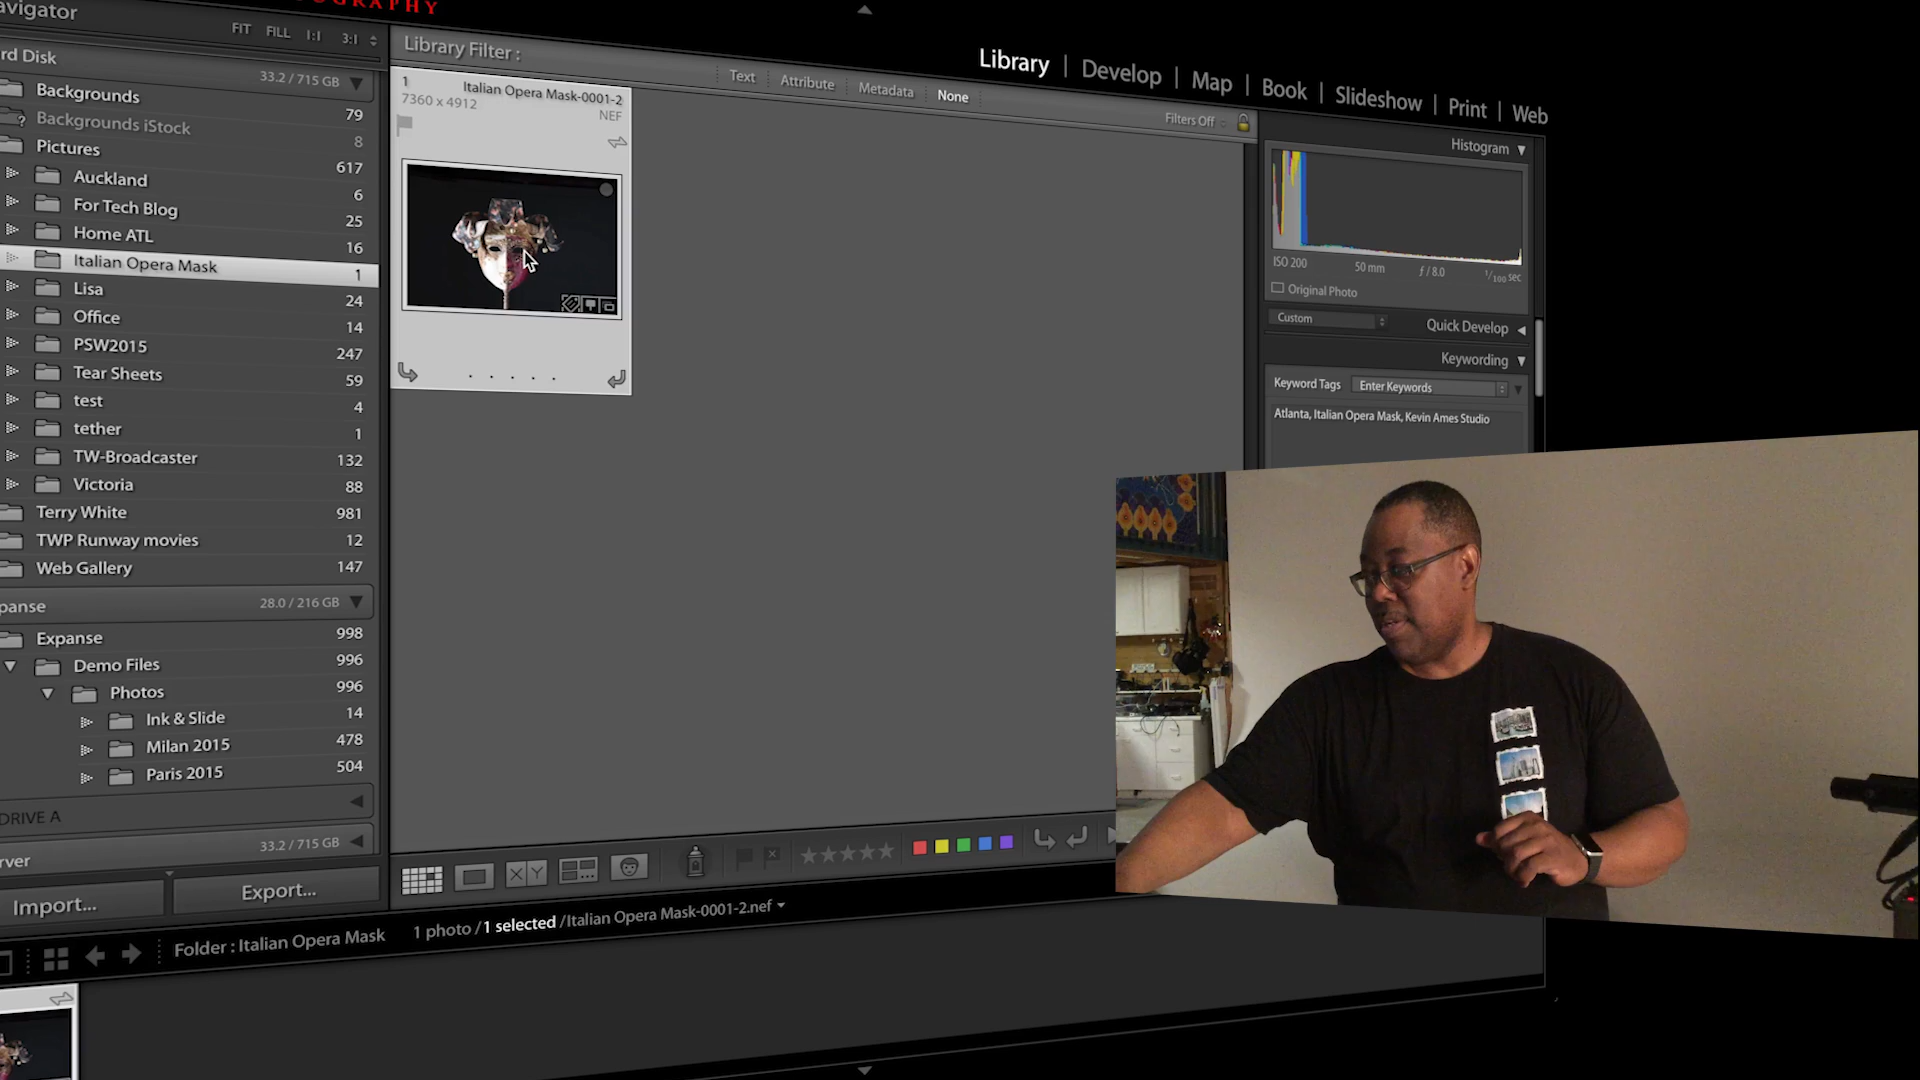 Navigator
FIT FILL 1:1 3:1
rd Disk 33.2 / 715 GB
Backgrounds 79
Backgrounds iStock 8
Pictures 617
Auckland 6
For Tech Blog 25
Home ATL 16
Italian Opera Mask 1
Lisa 24
Office 14
PSW2015 247
Tear Sheets 59
test 4
tether 1
TW-Broadcaster 132
Victoria 88
Terry White 981
TWP Runway movies 12
Web Gallery 147
panse 28.0 / 216 GB
Expanse 998
Demo Files 996
Photos 996
Ink & Slide 14
Milan 2015 478
Paris 2015 504
DRIVE A
rver 33.2 / 715 GB
Import... Export...
Library Filter : Text Attribute Metadata None Filters Off
1 Italian Opera Mask-0001-2
7360 x 4912 NEF
Library | Develop | Map | Book | Slideshow | Print | Web
Histogram
ISO 200 50 mm ƒ / 8.0 1/100 sec
Original Photo
Custom Quick Develop
Keywording
Keyword Tags Enter Keywords
Atlanta, Italian Opera Mask, Kevin Ames Studio
X Y
Folder : Italian Opera Mask 1 photo / 1 selected /Italian Opera Mask-0001-2.nef